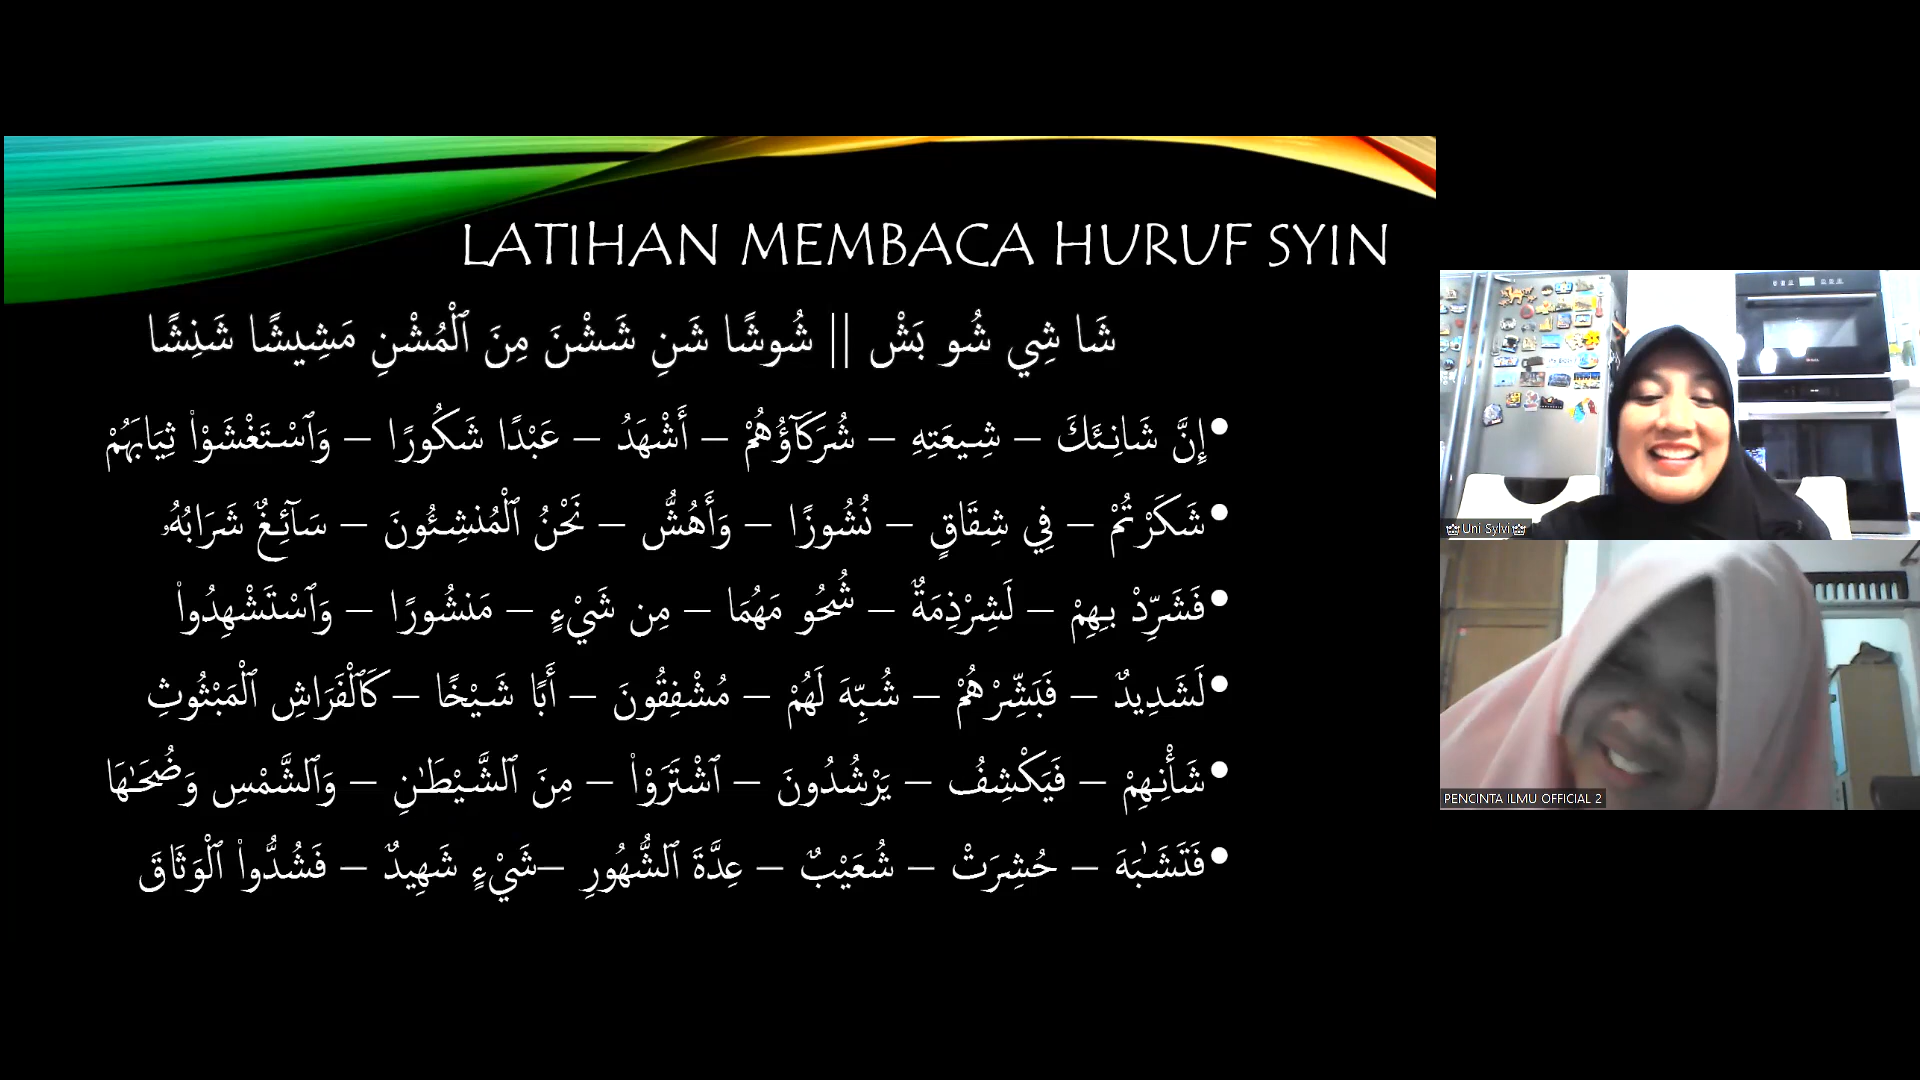 LATIHAN MEMBACA HURUF SYIN
شَا شِي شُو بَشْ || شُوشًا شَنِ شَشْنَ مِنَ ٱلْمُشْنِ مَشِيشًا شَنِشًا
•إِنَّ شَانِئَكَ – شِيعَتِهِ – شُرَكَآؤُهُمْ – أَشْهَدُ – عَبْدًا شَكُورًا – وَٱسْتَغْشَوْا۟ ثِيَابَهُمْ
•شَكَرْتُمْ – فِي شِقَاقٍ – نُشُوزًا – وَأَهُشُّ – نَحْنُ ٱلْمُنشِـُٔونَ – سَآئِغٌ شَرَابُهُۥ
•فَشَرِّدْ بِهِمْ – لَشِرْذِمَةٌ – شُحُو مَهُمَا – مِن شَيْءٍ – مَنشُورًا – وَٱسْتَشْهِدُوا۟
•لَشَدِيدٌ – فَبَشِّرْهُمْ – شُبِّهَ لَهُمْ – مُشْفِقُونَ – أَبًا شَيْخًا – كَٱلْفَرَاشِ ٱلْمَبْثُوثِ
•شَأْنِهِمْ – فَيَكْشِفُ – يَرْشُدُونَ – ٱشْتَرَوْا۟ – مِنَ ٱلشَّيْطَـٰنِ – وَٱلشَّمْسِ وَضُحَىٰهَا
•فَتَشَـٰبَهَ – حُشِرَتْ – شُعَيْبٌ – عِدَّةَ ٱلشُّهُورِ –شَيْءٍ شَهِيدٌ – فَشُدُّوا۟ ٱلْوَثَاقَ
Uni Sylvi
PENCINTA ILMU OFFICIAL 2